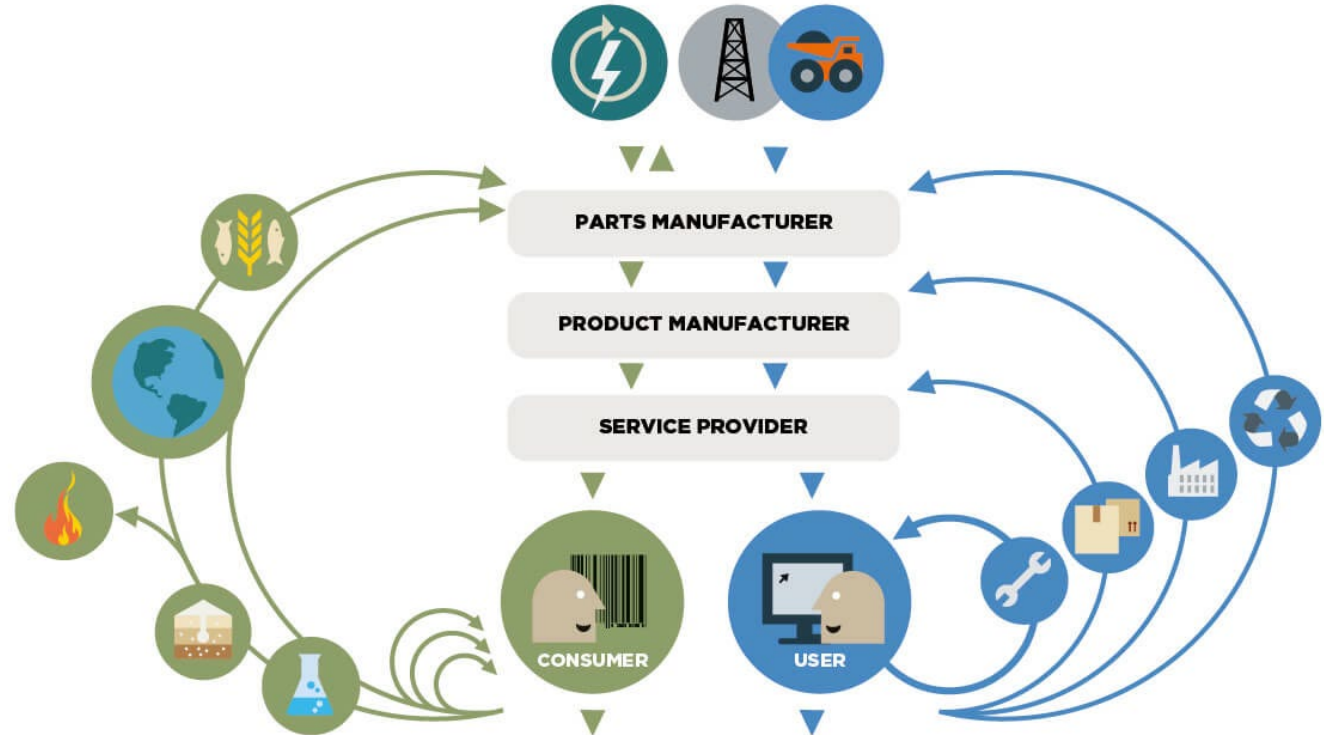 PARTS MANUFACTURER
PRODUCT MANUFACTURER
SERVICE PROVIDER
CONSUMER
USER